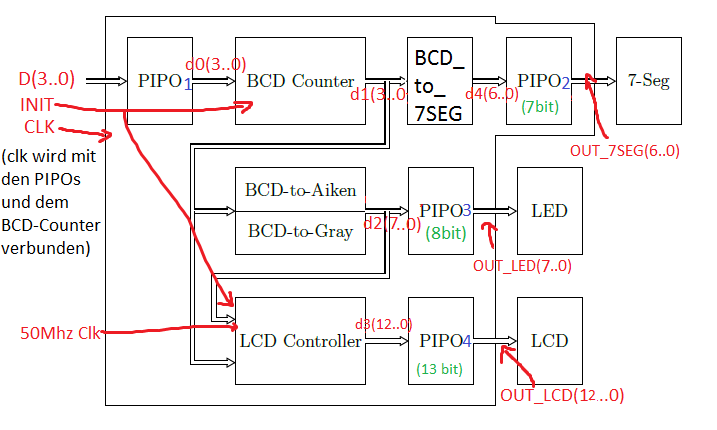 D(3..0)
PIPO1
d0(3..0)
BCD Counter
d1(3..0)
BCD_
to_
7SEG
d4(6..0)
PIPO2
(7bit)
7-Seg
OUT_7SEG(6..0)
INIT
CLK
(clk wird mit
den PIPOs
und dem
BCD-Counter
verbunden)
BCD-to-Aiken
BCD-to-Gray
d2(7..0)
PIPO3
(8bit)
LED
OUT_LED(7..0)
50Mhz Clk
LCD Controller
d3(12..0)
PIPO4
(13 bit)
LCD
OUT_LCD(12..0)